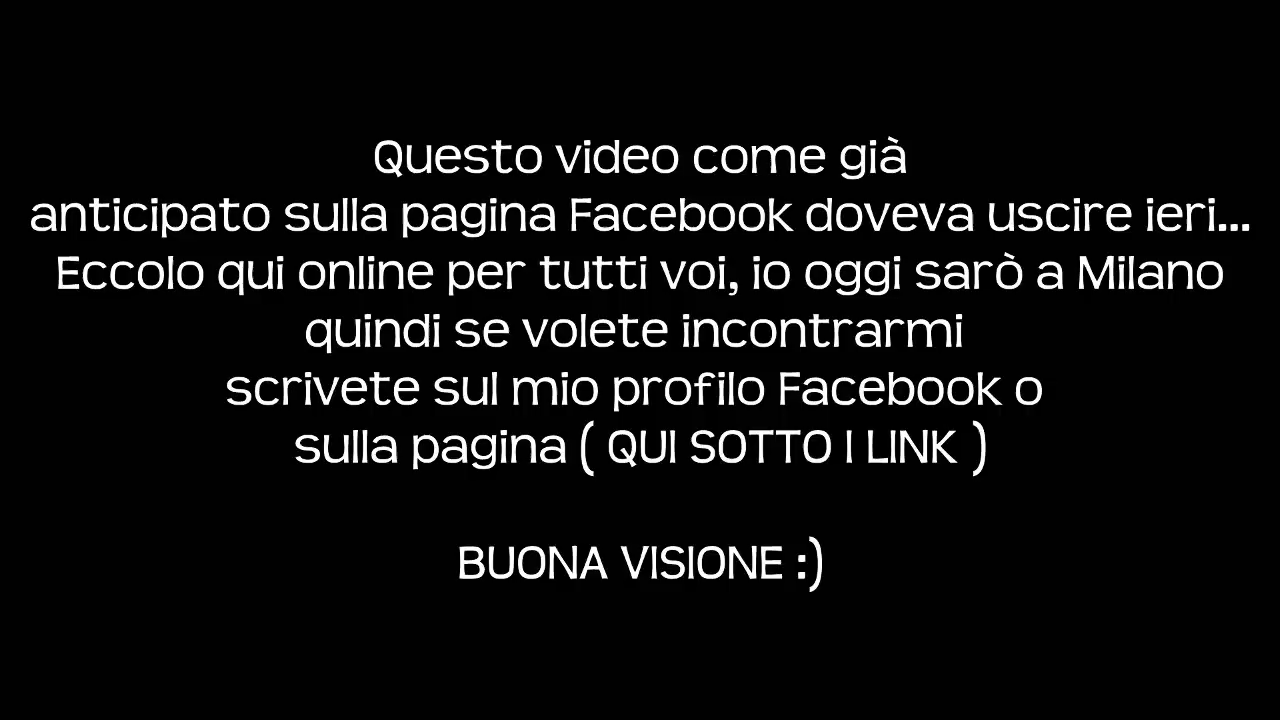 Questo video come già
anticipato sulla pagina Facebook doveva uscire ieri...
Eccolo qui online per tutti voi, io oggi sarò a Milano
quindi se volete incontrarmi
scrivete sul mio profilo Facebook o
sulla pagina ( QUI SOTTO I LINK )
BUONA VISIONE :)